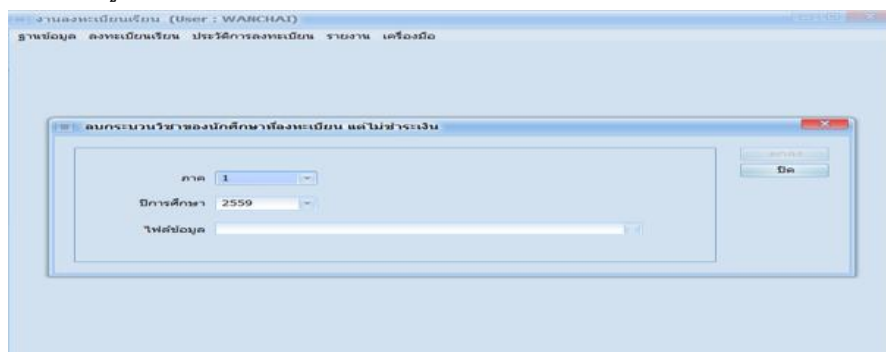 งานลงทะเบียนเรียน (User : WANCHAI)
ฐานข้อมูล ลงทะเบียนเรียน ประวัติการลงทะเบียน รายงาน เครื่องมือ
ลบกระบวนวิชาของนักศึกษาที่ลงทะเบียน แต่ไม่ชำระเงิน
ตกลง
ภาค 1
ปิด
ปีการศึกษา 2559
ไฟล์ข้อมูล